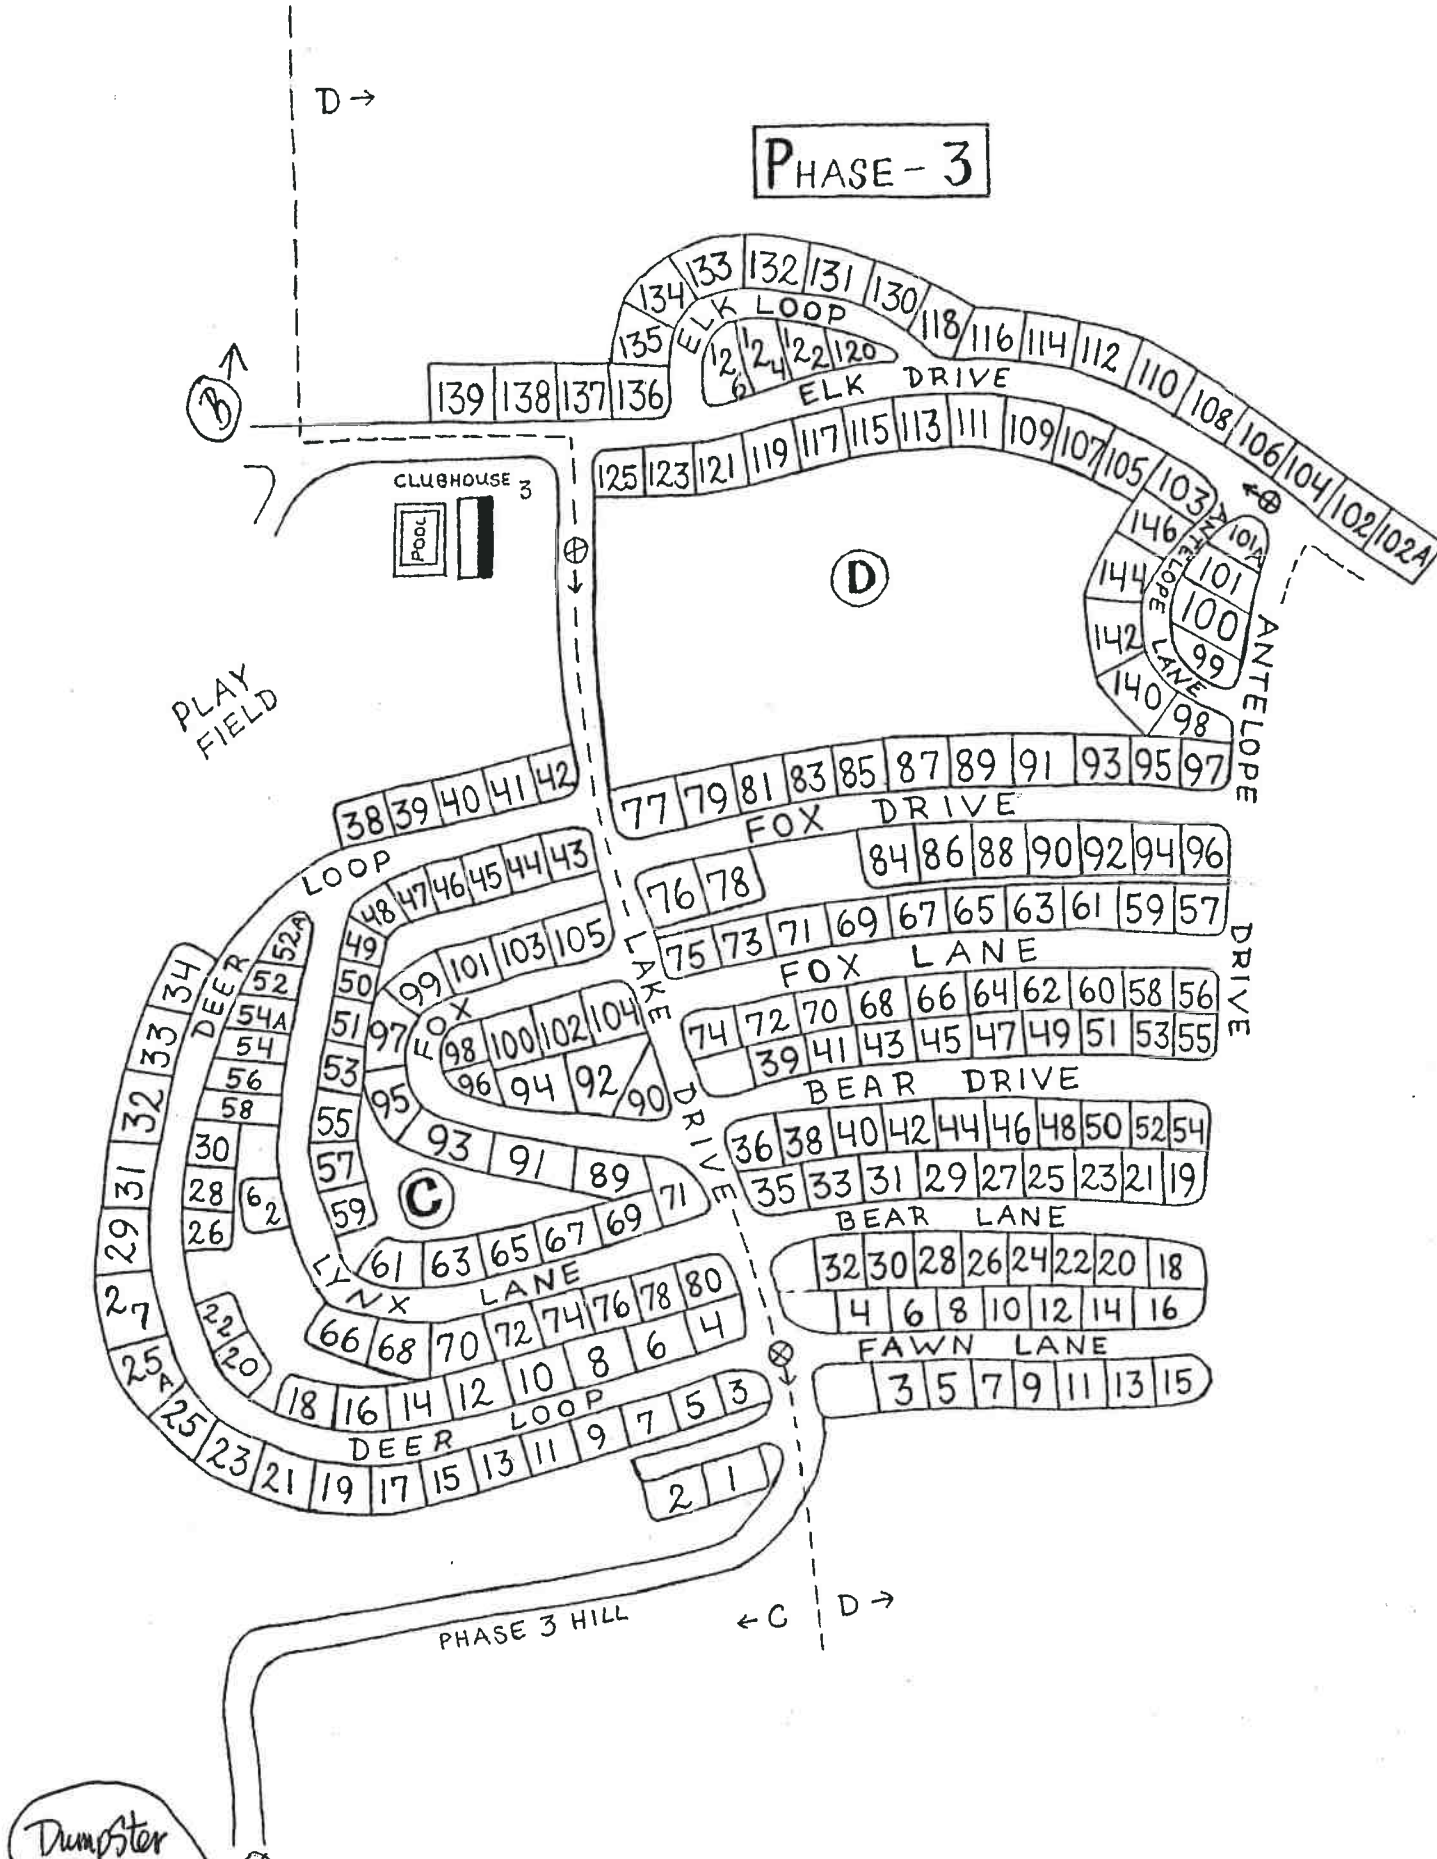 D →
PHASE - 3
133 132 131 130
134 118 116 114 112 110 108 106 104 102 102A
135
ELK LOOP
126 124 122 120
ELK DRIVE
B
139 138 137 136
125 123 121 119 117 115 113 111 109 107 105 103
CLUBHOUSE 3
POOL
D
146 144 142 140 98
ANTELOPE LANE
101A
101
100
99
ANTELOPE
DRIVE
PLAY
FIELD
38 39 40 41 42
77 79 81 83 85 87 89 91 93 95 97
FOX DRIVE
LOOP
48 47 46 45 44 43
76 78
84 86 88 90 92 94 96
75 73 71 69 67 65 63 61 59 57
FOX LANE
74 72 70 68 66 64 62 60 58 56
39 41 43 45 47 49 51 53 55
BEAR DRIVE
36 38 40 42 44 46 48 50 52 54
35 33 31 29 27 25 23 21 19
BEAR LANE
32 30 28 26 24 22 20 18
4 6 8 10 12 14 16
FAWN LANE
3 5 7 9 11 13 15
LAKE
DRIVE
DEER
52A
52
54A
54
56
58
30
28
26
62
22
20
49
50
51
53
55
57
59
99 101 103 105
97
95
FOX
98 100 102 104
96 94 92 90
93 91 89 71
C
61 63 65 67 69
LYNX LANE
66 68 70 72 74 76 78 80
18 16 14 12 10 8 6 4
DEER LOOP
34
33
32
31
29
27
25A
25 23 21 19 17 15 13 11 9 7 5 3
2 1
PHASE 3 HILL
← C D →
Dumpster